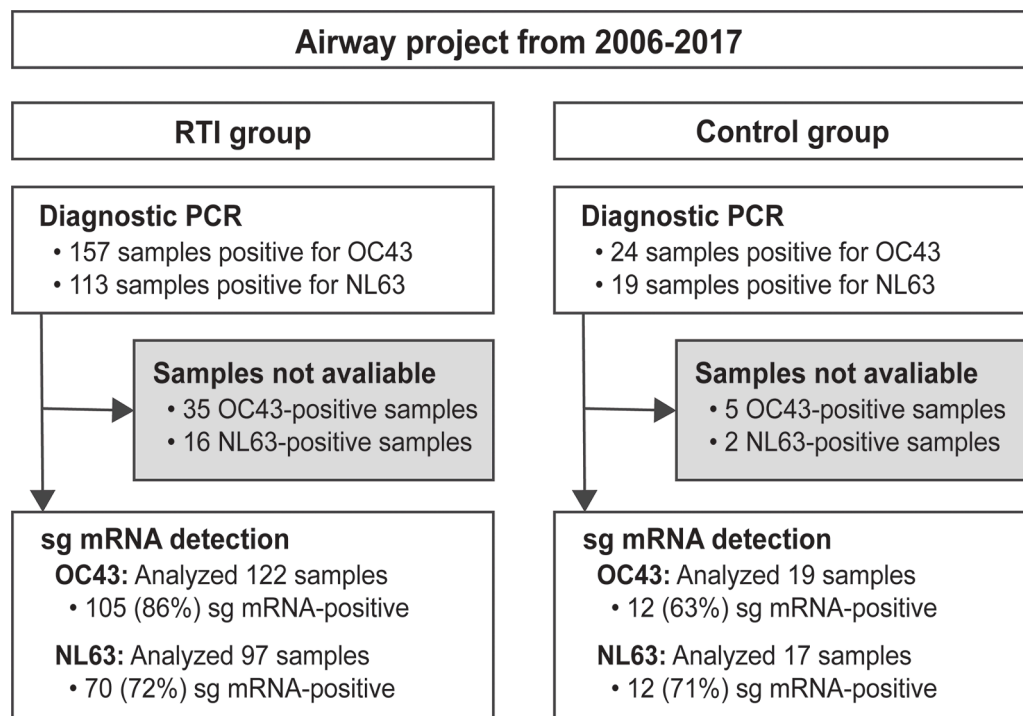 Airway project from 2006-2017
RTI group
Diagnostic PCR
• 157 samples positive for OC43
• 113 samples positive for NL63
Samples not avaliable
• 35 OC43-positive samples
• 16 NL63-positive samples
sg mRNA detection
OC43: Analyzed 122 samples
• 105 (86%) sg mRNA-positive
NL63: Analyzed 97 samples
• 70 (72%) sg mRNA-positive
Control group
Diagnostic PCR
• 24 samples positive for OC43
• 19 samples positive for NL63
Samples not avaliable
• 5 OC43-positive samples
• 2 NL63-positive samples
sg mRNA detection
OC43: Analyzed 19 samples
• 12 (63%) sg mRNA-positive
NL63: Analyzed 17 samples
• 12 (71%) sg mRNA-positive